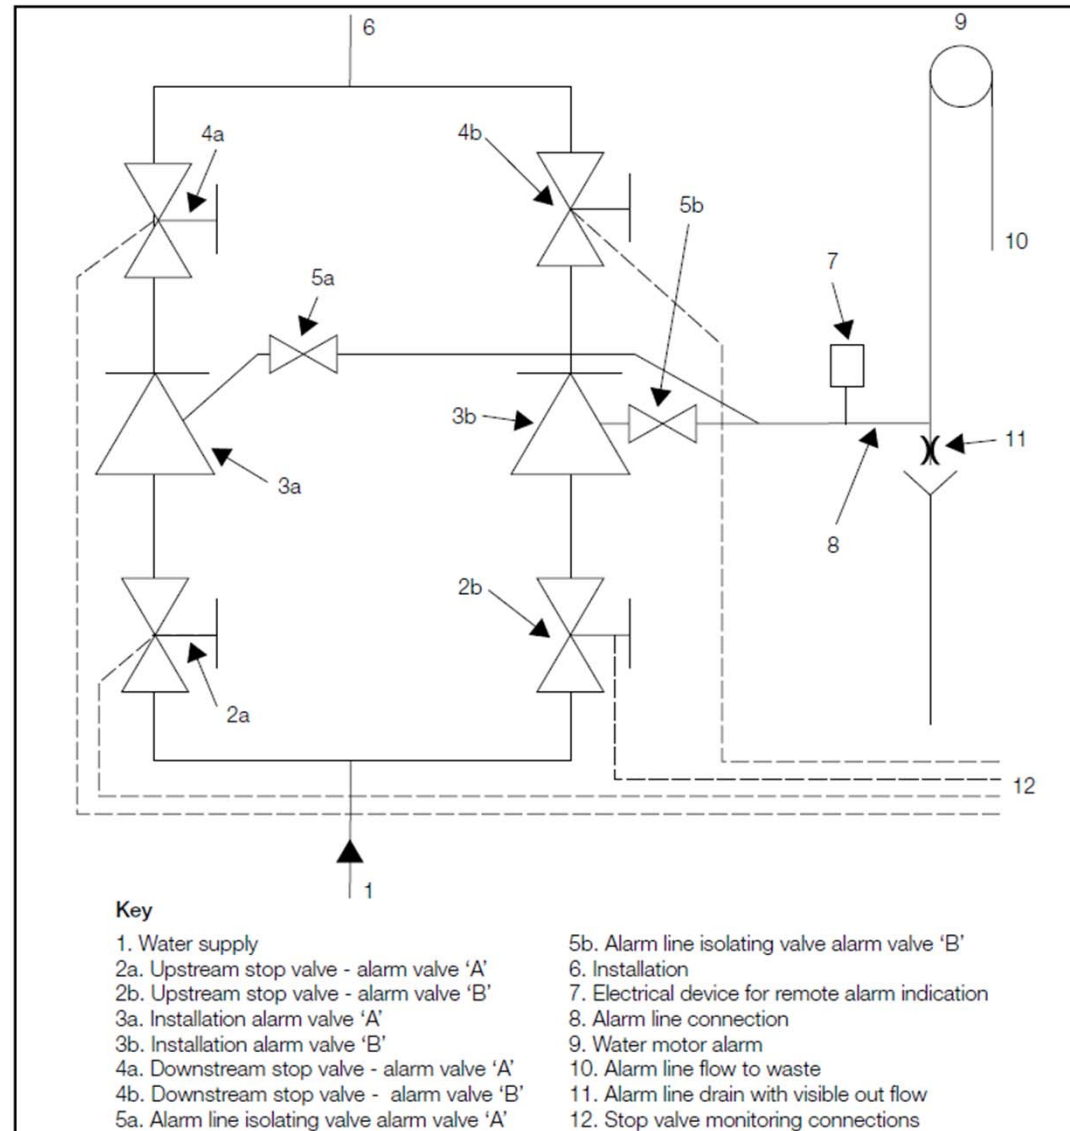 6
9
4a
4b
5b
10
7
5a
3b
11
3a
8
2b
2a
12
1
Key
1. Water supply
2a. Upstream stop valve - alarm valve ‘A’
2b. Upstream stop valve - alarm valve ‘B’
3a. Installation alarm valve ‘A’
3b. Installation alarm valve ‘B’
4a. Downstream stop valve - alarm valve ‘A’
4b. Downstream stop valve - alarm valve ‘B’
5a. Alarm line isolating valve alarm valve ‘A’
5b. Alarm line isolating valve alarm valve ‘B’
6. Installation
7. Electrical device for remote alarm indication
8. Alarm line connection
9. Water motor alarm
10. Alarm line flow to waste
11. Alarm line drain with visible out flow
12. Stop valve monitoring connections